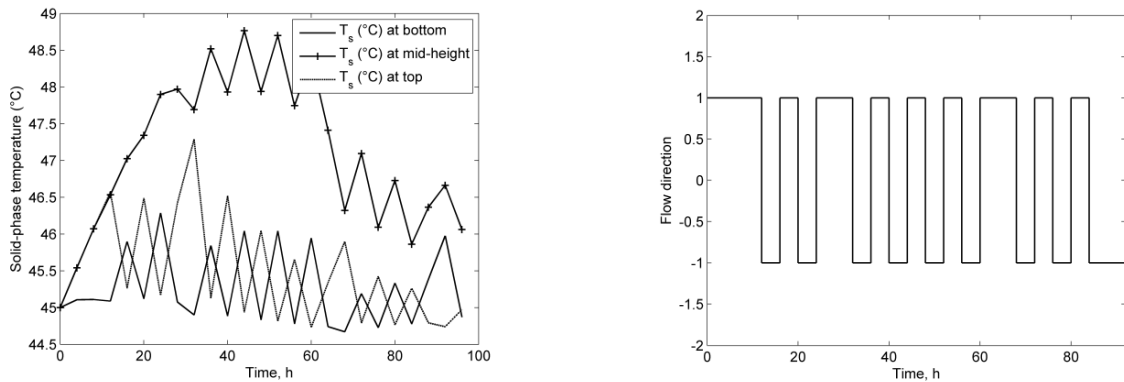 49
48.5
48
47.5
47
46.5
46
45.5
45
44.5
0 20 40 60 80 100
Solid-phase temperature (°C)
Time, h
T_s (°C) at bottom
T_s (°C) at mid-height
T_s (°C) at top
2
1.5
1
0.5
0
-0.5
-1
-1.5
-2
0 20 40 60 80
Flow direction
Time, h